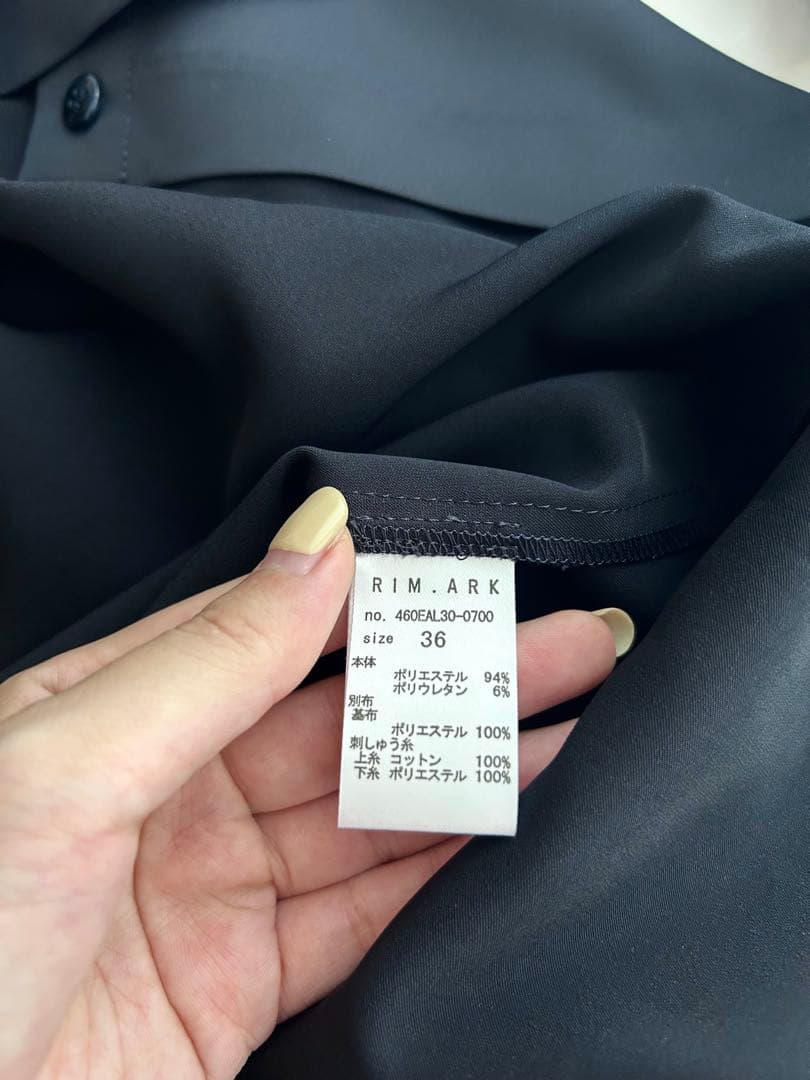 RIM.ARK
no. 460EAL30-0700
size 36
本体
ポリエステル 94%
ポリウレタン 6%
別布
基布
ポリエステル 100%
刺しゅう糸
上糸 コットン 100%
下糸 ポリエステル 100%